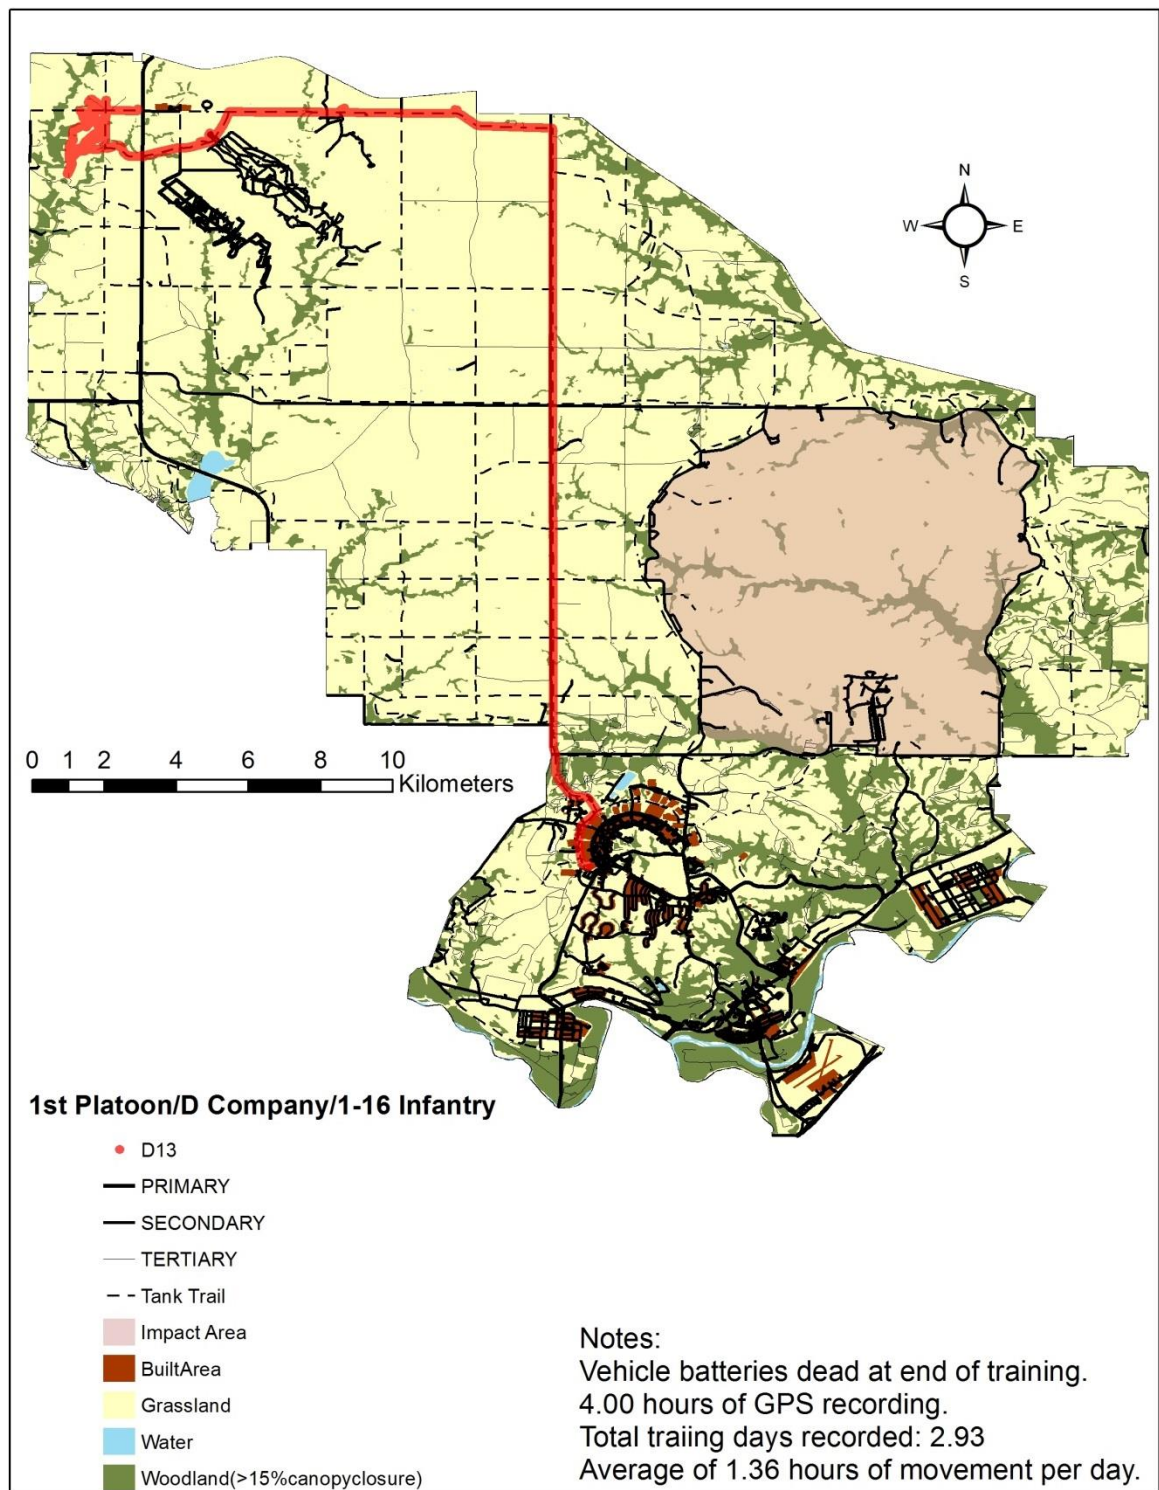 N
W E
S
0 1 2 4 6 8 10
Kilometers
1st Platoon/D Company/1-16 Infantry
D13
PRIMARY
SECONDARY
TERTIARY
Tank Trail
Impact Area
BuiltArea
Grassland
Water
Woodland(>15%canopyclosure)
Notes:
Vehicle batteries dead at end of training.
4.00 hours of GPS recording.
Total traiing days recorded: 2.93
Average of 1.36 hours of movement per day.